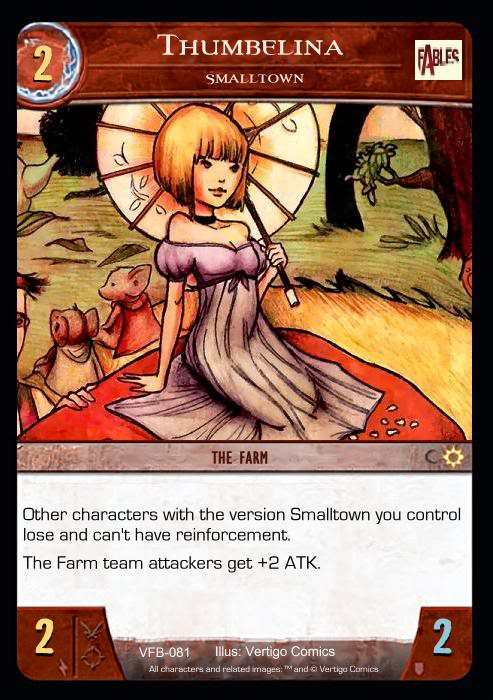 2
THUMBELINA
SMALLTOWN
FABLES
THE FARM
Other characters with the version Smalltown you control
lose and can't have reinforcement.
The Farm team attackers get +2 ATK.
2
2
VFB-081 Illus: Vertigo Comics
All characters and related images: ™ and © Vertigo Comics